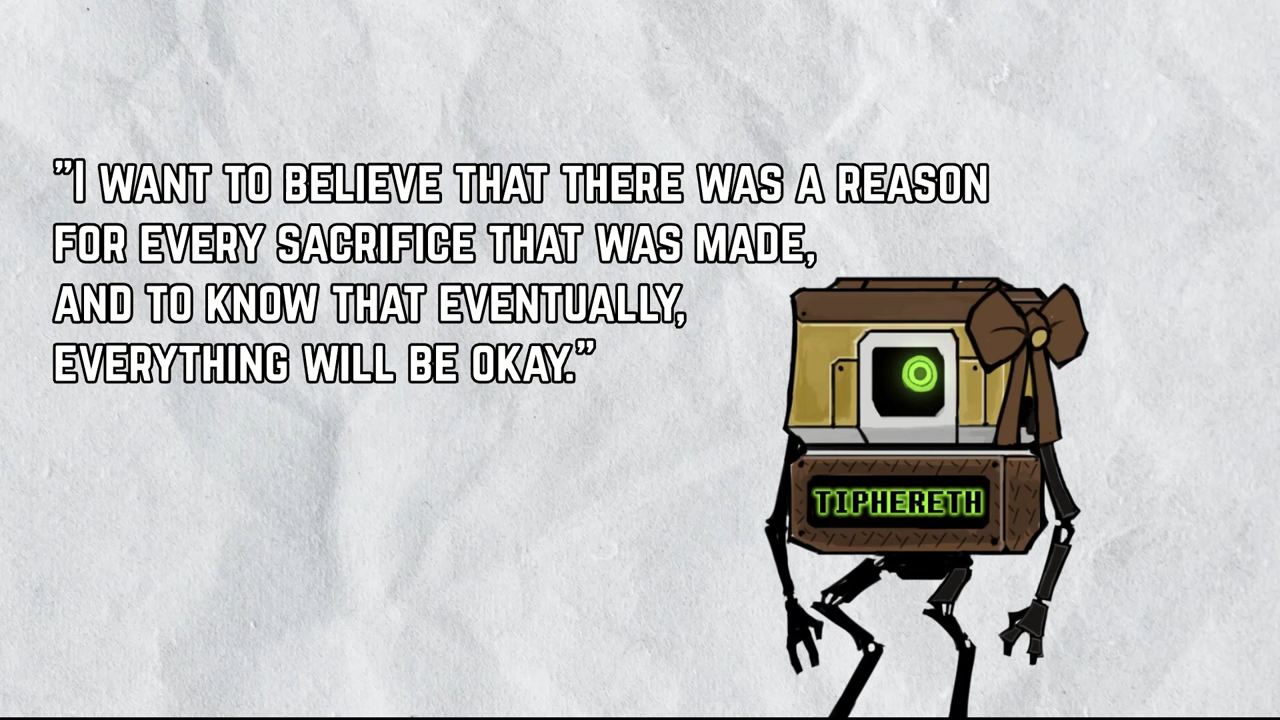 ”I WANT TO BELIEVE THAT THERE WAS A REASON
FOR EVERY SACRIFICE THAT WAS MADE,
AND TO KNOW THAT EVENTUALLY,
EVERYTHING WILL BE OKAY.”
TIPHERETH